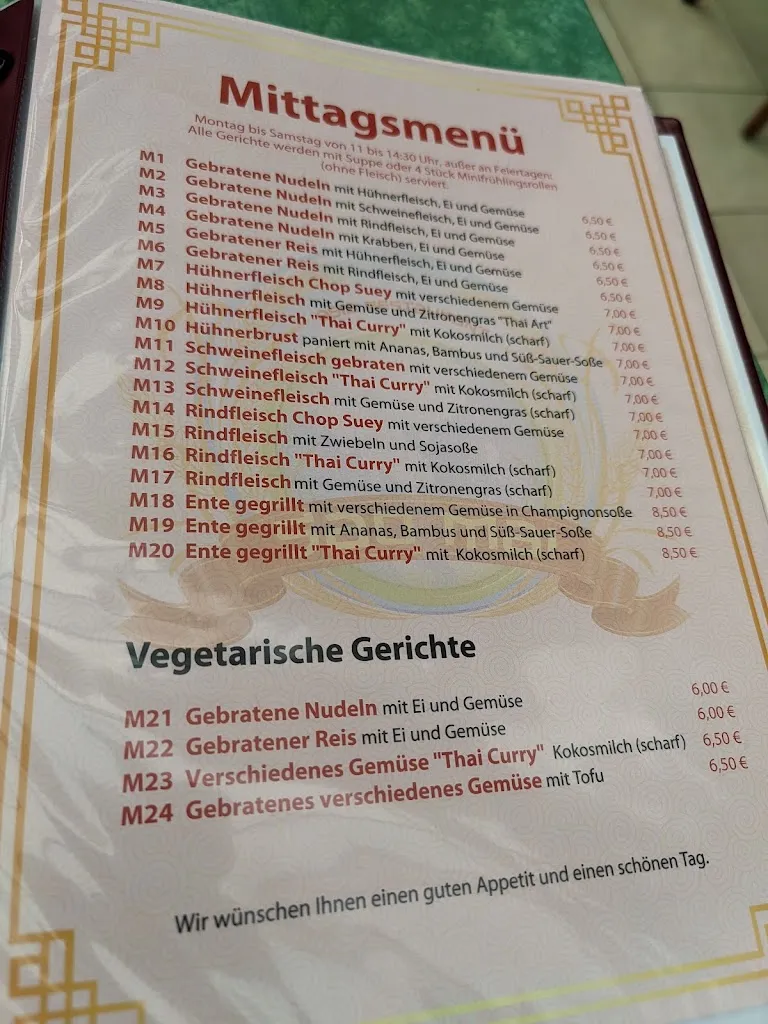 Mittagsmenü
Montag bis Samstag von 11 bis 14:30 Uhr, außer an Feiertagen:
Alle Gerichte werden mit Suppe oder 4 Stück Minifrühlingsrollen
(ohne Fleisch) serviert.
M1 Gebratene Nudeln mit Hühnerfleisch, Ei und Gemüse 6,50 €
M2 Gebratene Nudeln mit Schweinefleisch, Ei und Gemüse 6,50 €
M3 Gebratene Nudeln mit Rindfleisch, Ei und Gemüse 6,50 €
M4 Gebratene Nudeln mit Krabben, Ei und Gemüse 6,50 €
M5 Gebratener Reis mit Hühnerfleisch, Ei und Gemüse 6,50 €
M6 Gebratener Reis mit Rindfleisch, Ei und Gemüse 6,50 €
M7 Hühnerfleisch Chop Suey mit verschiedenem Gemüse 7,00 €
M8 Hühnerfleisch mit Gemüse und Zitronengras "Thai Art" 7,00 €
M9 Hühnerfleisch "Thai Curry" mit Kokosmilch (scharf) 7,00 €
M10 Hühnerbrust paniert mit Ananas, Bambus und Süß-Sauer-Soße 7,00 €
M11 Schweinefleisch gebraten mit verschiedenem Gemüse 7,00 €
M12 Schweinefleisch "Thai Curry" mit Kokosmilch (scharf) 7,00 €
M13 Schweinefleisch mit Gemüse und Zitronengras (scharf) 7,00 €
M14 Rindfleisch Chop Suey mit verschiedenem Gemüse 7,00 €
M15 Rindfleisch mit Zwiebeln und Sojasoße 7,00 €
M16 Rindfleisch "Thai Curry" mit Kokosmilch (scharf) 7,00 €
M17 Rindfleisch mit Gemüse und Zitronengras (scharf) 7,00 €
M18 Ente gegrillt mit verschiedenem Gemüse in Champignonsoße 8,50 €
M19 Ente gegrillt mit Ananas, Bambus und Süß-Sauer-Soße 8,50 €
M20 Ente gegrillt "Thai Curry" mit Kokosmilch (scharf) 8,50 €
Vegetarische Gerichte
M21 Gebratene Nudeln mit Ei und Gemüse 6,00 €
M22 Gebratener Reis mit Ei und Gemüse 6,00 €
M23 Verschiedenes Gemüse "Thai Curry" Kokosmilch (scharf) 6,50 €
M24 Gebratenes verschiedenes Gemüse mit Tofu 6,50 €
Wir wünschen Ihnen einen guten Appetit und einen schönen Tag.